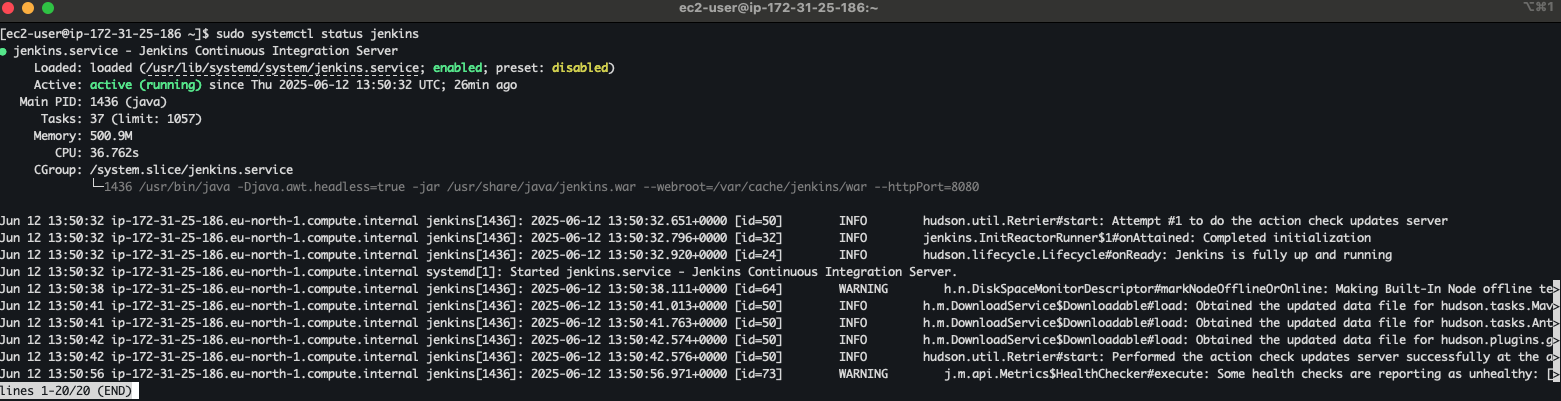 ec2-user@ip-172-31-25-186:~
⌥⌘1
[ec2-user@ip-172-31-25-186 ~]$ sudo systemctl status jenkins
● jenkins.service - Jenkins Continuous Integration Server
     Loaded: loaded (/usr/lib/systemd/system/jenkins.service; enabled; preset: disabled)
     Active: active (running) since Thu 2025-06-12 13:50:32 UTC; 26min ago
   Main PID: 1436 (java)
      Tasks: 37 (limit: 1057)
     Memory: 500.9M
        CPU: 36.762s
     CGroup: /system.slice/jenkins.service
             └─1436 /usr/bin/java -Djava.awt.headless=true -jar /usr/share/java/jenkins.war --webroot=/var/cache/jenkins/war --httpPort=8080
Jun 12 13:50:32 ip-172-31-25-186.eu-north-1.compute.internal jenkins[1436]: 2025-06-12 13:50:32.651+0000 [id=50]        INFO        hudson.util.Retrier#start: Attempt #1 to do the action check updates server
Jun 12 13:50:32 ip-172-31-25-186.eu-north-1.compute.internal jenkins[1436]: 2025-06-12 13:50:32.796+0000 [id=32]        INFO        jenkins.InitReactorRunner$1#onAttained: Completed initialization
Jun 12 13:50:32 ip-172-31-25-186.eu-north-1.compute.internal jenkins[1436]: 2025-06-12 13:50:32.920+0000 [id=24]        INFO        hudson.lifecycle.Lifecycle#onReady: Jenkins is fully up and running
Jun 12 13:50:32 ip-172-31-25-186.eu-north-1.compute.internal systemd[1]: Started jenkins.service - Jenkins Continuous Integration Server.
Jun 12 13:50:38 ip-172-31-25-186.eu-north-1.compute.internal jenkins[1436]: 2025-06-12 13:50:38.111+0000 [id=64]        WARNING        h.n.DiskSpaceMonitorDescriptor#markNodeOfflineOrOnline: Making Built-In Node offline te>
Jun 12 13:50:41 ip-172-31-25-186.eu-north-1.compute.internal jenkins[1436]: 2025-06-12 13:50:41.013+0000 [id=50]        INFO        h.m.DownloadService$Downloadable#load: Obtained the updated data file for hudson.tasks.Mav>
Jun 12 13:50:41 ip-172-31-25-186.eu-north-1.compute.internal jenkins[1436]: 2025-06-12 13:50:41.763+0000 [id=50]        INFO        h.m.DownloadService$Downloadable#load: Obtained the updated data file for hudson.tasks.Ant>
Jun 12 13:50:42 ip-172-31-25-186.eu-north-1.compute.internal jenkins[1436]: 2025-06-12 13:50:42.574+0000 [id=50]        INFO        h.m.DownloadService$Downloadable#load: Obtained the updated data file for hudson.plugins.g>
Jun 12 13:50:42 ip-172-31-25-186.eu-north-1.compute.internal jenkins[1436]: 2025-06-12 13:50:42.576+0000 [id=50]        INFO        hudson.util.Retrier#start: Performed the action check updates server successfully at the a>
Jun 12 13:50:56 ip-172-31-25-186.eu-north-1.compute.internal jenkins[1436]: 2025-06-12 13:50:56.971+0000 [id=73]        WARNING        j.m.api.Metrics$HealthChecker#execute: Some health checks are reporting as unhealthy: [>
lines 1-20/20 (END)